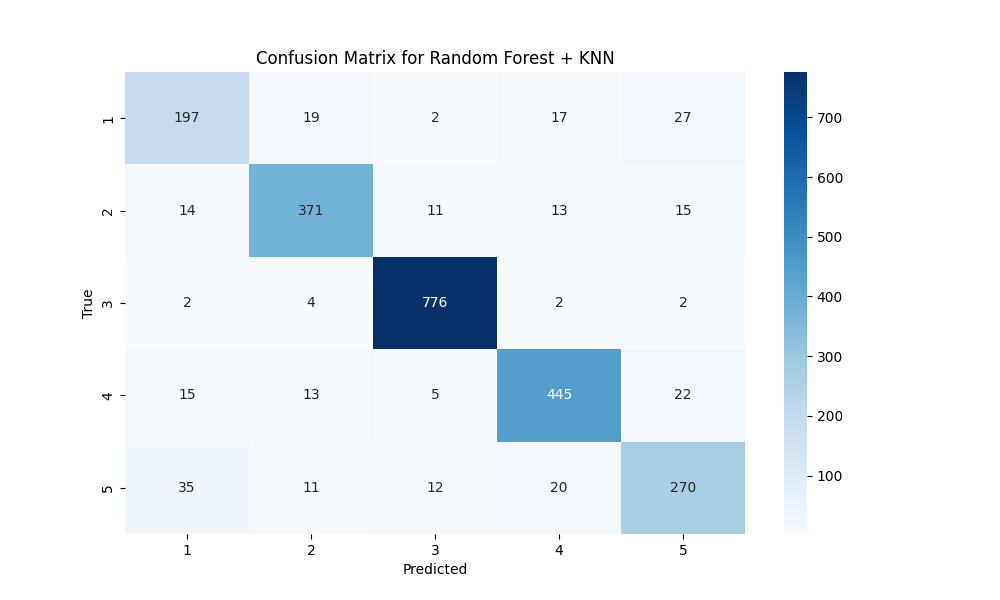 Confusion Matrix for Random Forest + KNN
1 197 19 2 17 27
2 14 371 11 13 15
3 2 4 776 2 2
4 15 13 5 445 22
5 35 11 12 20 270
1 2 3 4 5
Predicted
True
700
600
500
400
300
200
100